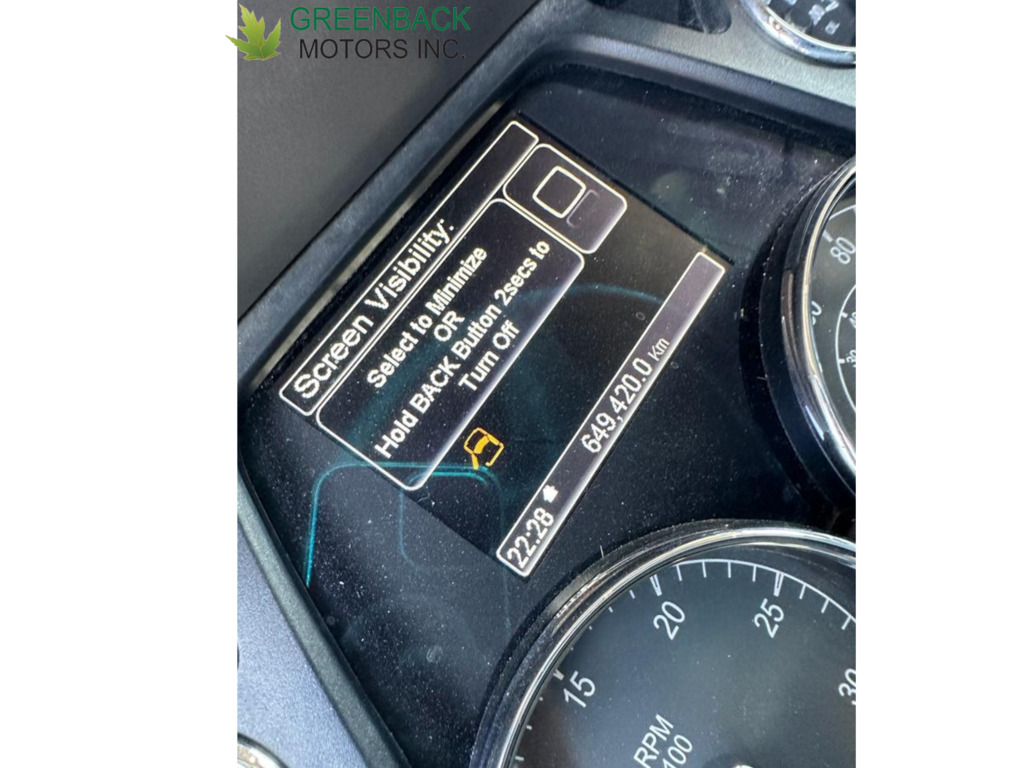 GREENBACK
MOTORS INC.
Screen Visibility:
Select to Minimize
OR
Hold BACK Button 2secs to
Turn Off
649,420.0 Km
22:28
80
15
20
25
30
RPM
100